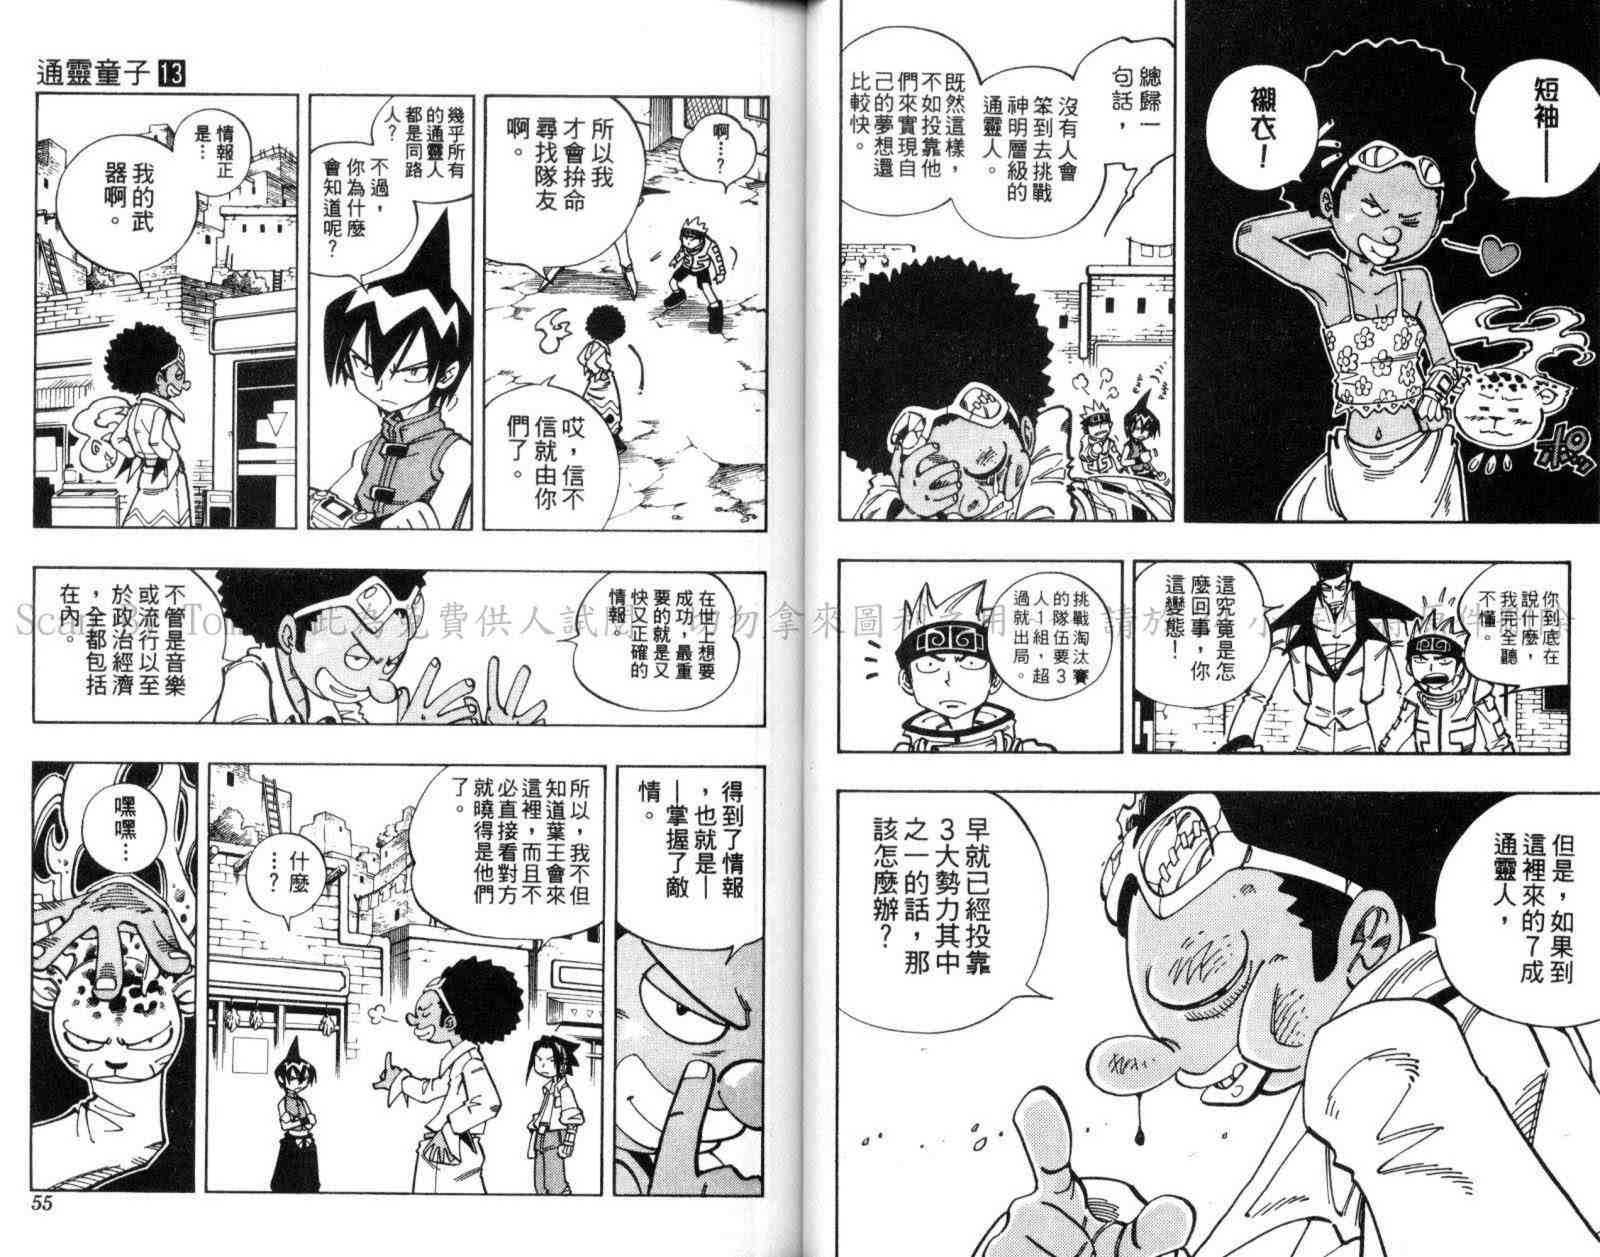 短袖——
襯衣！
總歸一
句話，
沒有人會
笨到去挑戰
神明層級的
通靈人。
既然這樣，
不如投靠他
們來實現自
己的夢想還
比較快。
你到底在
說什麼，
我完全聽
不懂。
這究竟是怎
麼回事，你
這變態！
挑戰淘汰賽
的隊伍要3
人1組，超
過就出局。
但是，如果到
這裡來的7成
通靈人，
早就已經投靠
3大勢力其中
之一的話，那
該怎麼辦？
通靈童子 13
啊…？
所以我
才會拚命
尋找隊友
啊。
哎，信不
信就由你
們了。
幾乎所有
的通靈人
都是同路
人？
不過，
你為什麼
會知道呢？
情報正
是…
我的武
器啊。
在世上想要
成功，最重
要的就是又
快又正確的
情報
不管是音樂
或流行以至
於政治經濟
，全都包括
在內。
得到了情報
，也就是—
—掌握了敵
情。
所以，我不但
知道葉王會來
這裡，而且不
必直接看對方
就曉得是他們
了。
什麼
…？
嘿嘿…
55